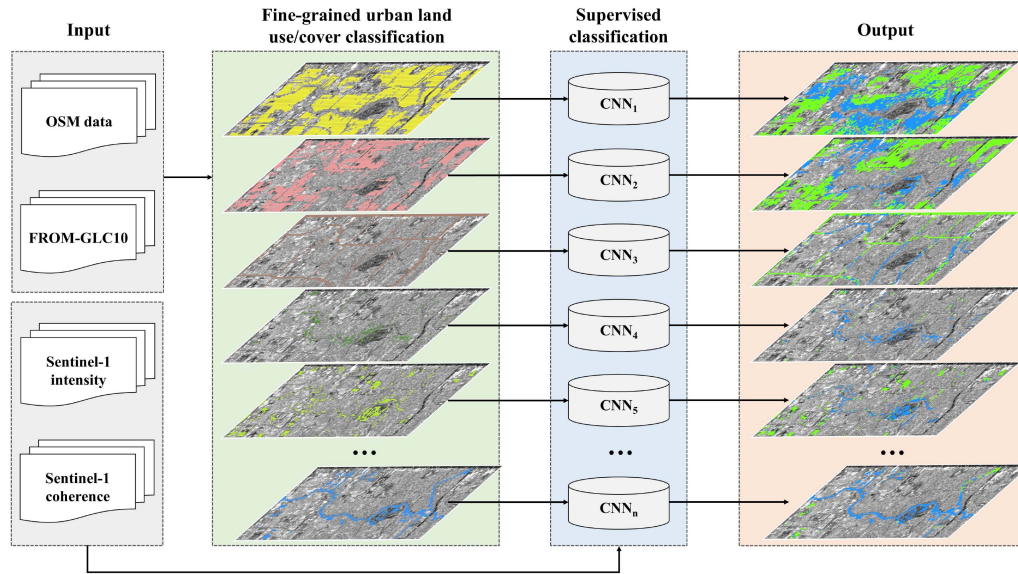 Input
Fine-grained urban land
use/cover classification
Supervised
classification
Output
OSM data
FROM-GLC10
Sentinel-1
intensity
Sentinel-1
coherence
CNN₁
CNN₂
CNN₃
CNN₄
CNN₅
•••
•••
•••
CNNₙ